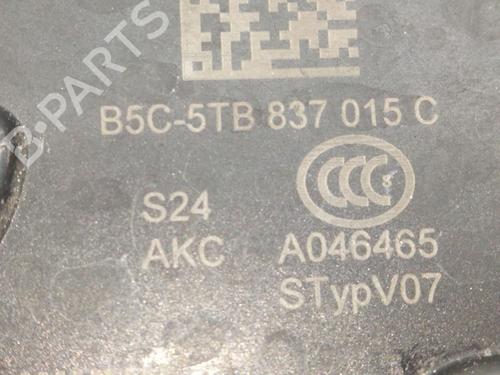 B-PARTS
B5C-5TB 837 015 C
CCC S
S24
AKC A046465
STypV07